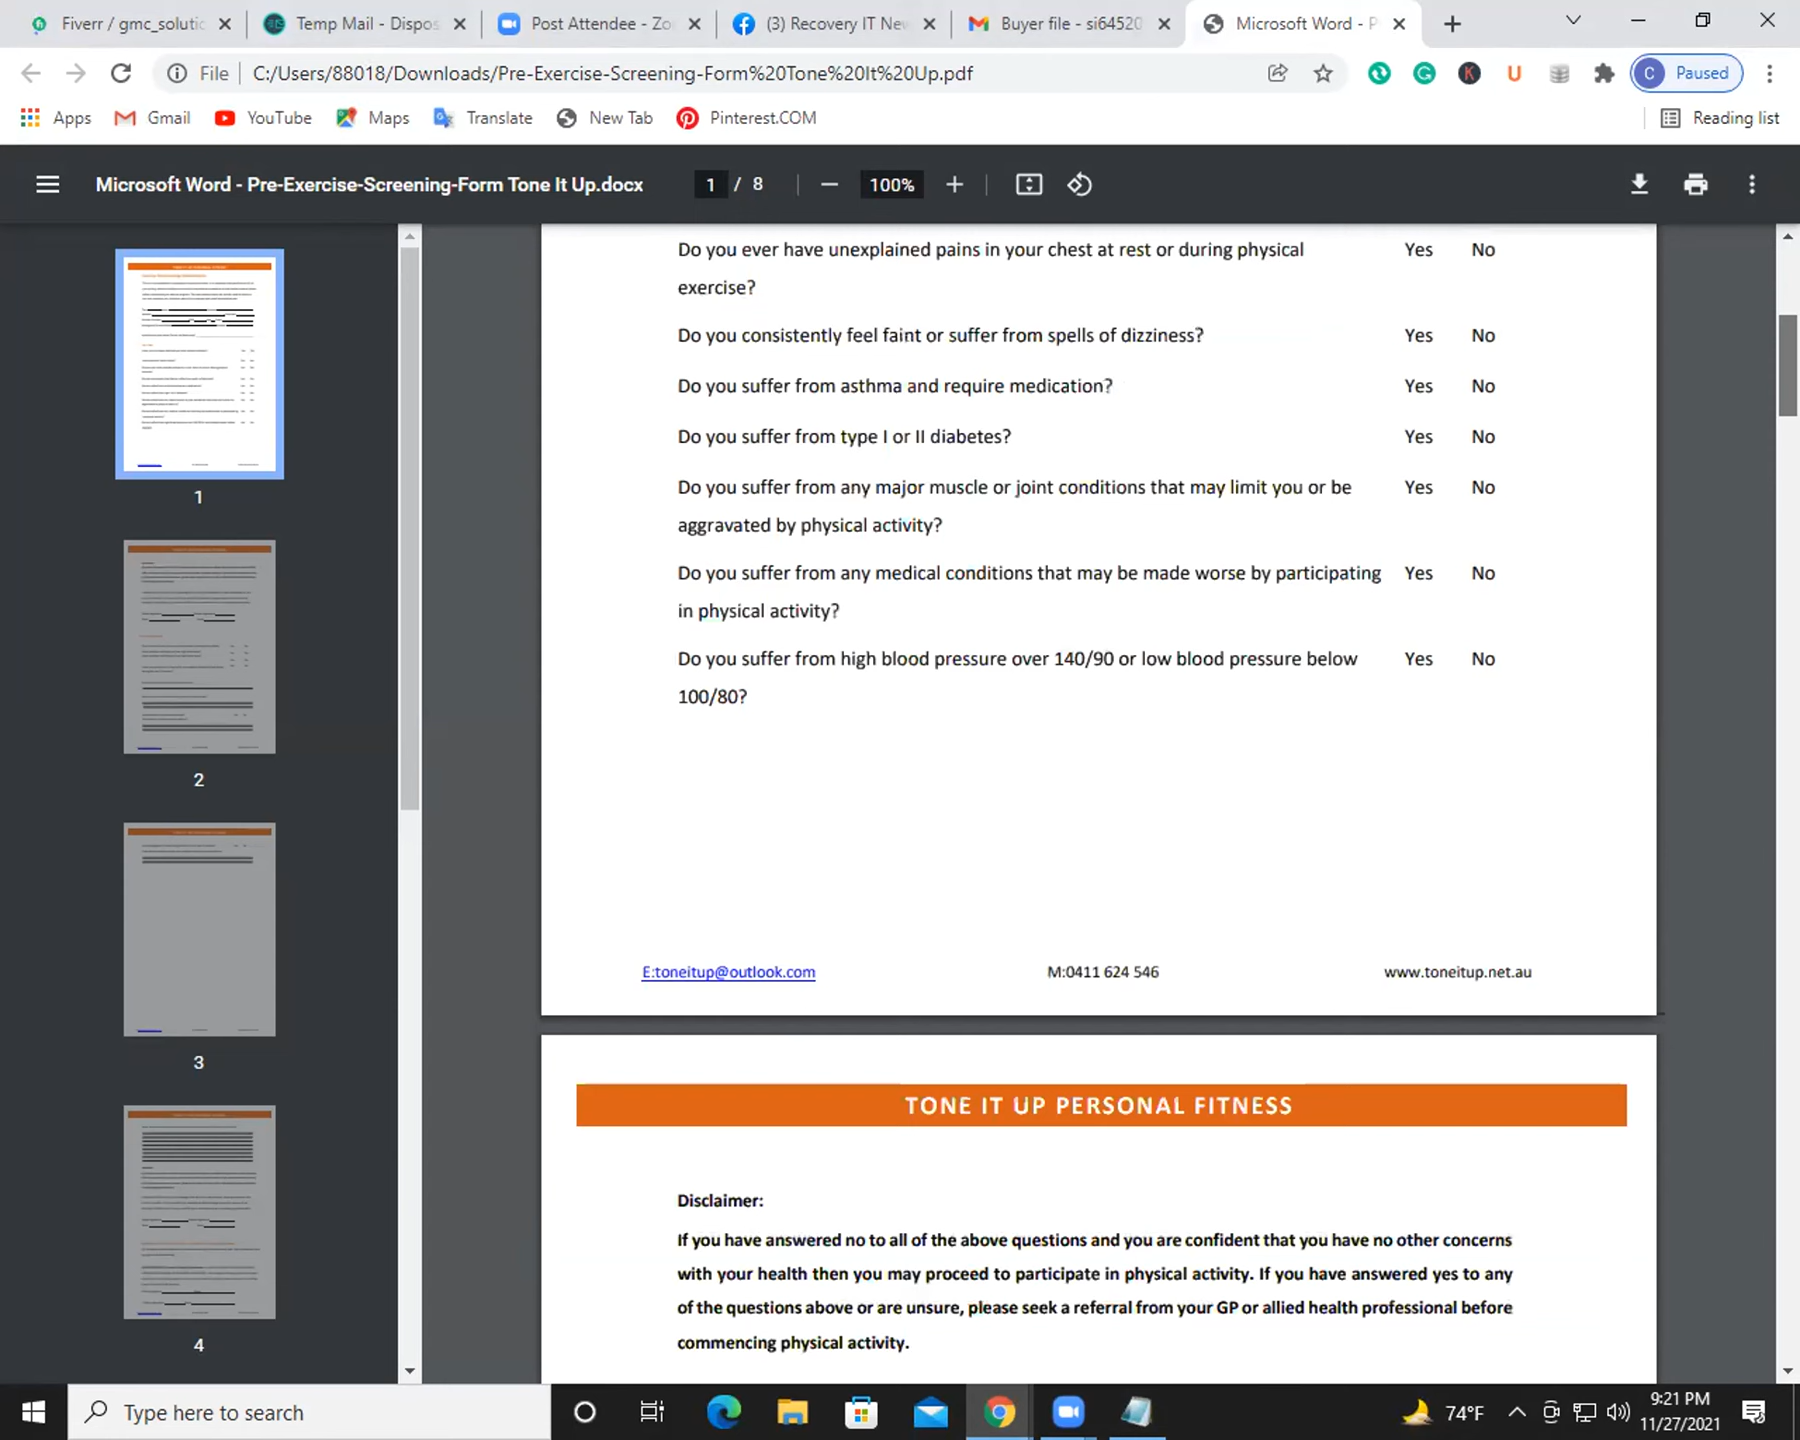 Fiverr / gmc_soluti
Temp Mail - Dispos
Post Attendee - Zo
(3) Recovery IT New
Buyer file - si64520
Microsoft Word - P
File
C:/Users/88018/Downloads/Pre-Exercise-Screening-Form%20Tone%20It%20Up.pdf
C Paused
Apps
Gmail
YouTube
Maps
Translate
New Tab
Pinterest.COM
Reading list
Microsoft Word - Pre-Exercise-Screening-Form Tone It Up.docx
1 / 8
100%
Do you ever have unexplained pains in your chest at rest or during physical Yes No
exercise?
Do you consistently feel faint or suffer from spells of dizziness? Yes No
Do you suffer from asthma and require medication? Yes No
Do you suffer from type I or II diabetes? Yes No
Do you suffer from any major muscle or joint conditions that may limit you or be Yes No
aggravated by physical activity?
Do you suffer from any medical conditions that may be made worse by participating Yes No
in physical activity?
Do you suffer from high blood pressure over 140/90 or low blood pressure below Yes No
100/80?
E:toneitup@outlook.com M:0411 624 546 www.toneitup.net.au
TONE IT UP PERSONAL FITNESS
Disclaimer:
If you have answered no to all of the above questions and you are confident that you have no other concerns
with your health then you may proceed to participate in physical activity. If you have answered yes to any
of the questions above or are unsure, please seek a referral from your GP or allied health professional before
commencing physical activity.
1
2
3
4
Type here to search
74°F
9:21 PM
11/27/2021